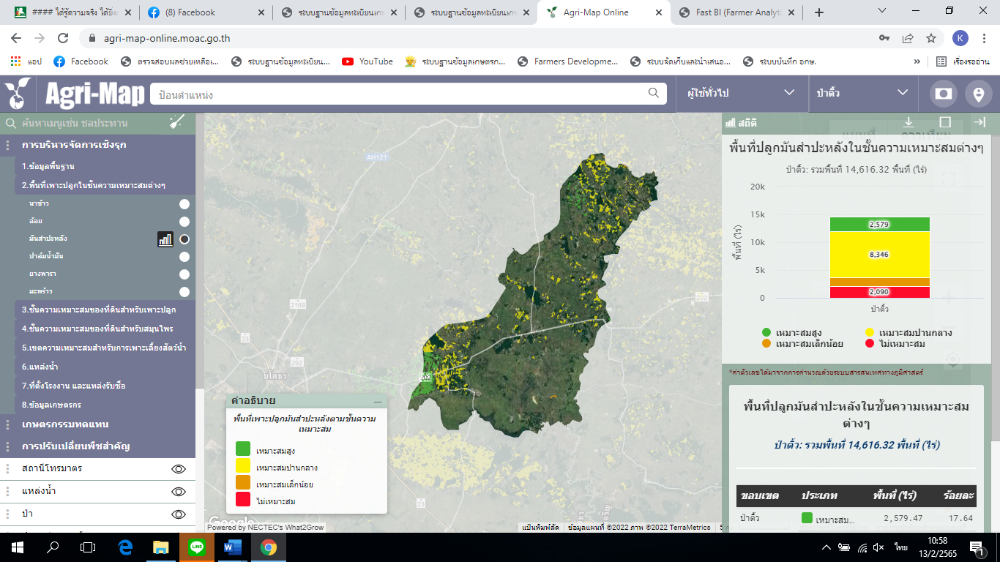 #### ได้รู้ความจริง ได้ยิ่ง
(8) Facebook
ระบบฐานข้อมูลทะเบียนเกษ
ระบบฐานข้อมูลทะเบียนเกษ
Agri-Map Online
Fast BI (Farmer Analyt
agri-map-online.moac.go.th
K
แอป
Facebook
ตรวจสอบผลช่วยเหลือเ...
ระบบฐานข้อมูลทะเบียน...
YouTube
ระบบฐานข้อมูลเกษตรก...
Farmers Developme...
ระบบจัดเก็บและนำเสนอ...
ระบบบันทึก อกษ.
เรื่องรออ่าน
Agri-Map
ป้อนตำแหน่ง
ผู้ใช้ทั่วไป
ป่าติ้ว
ค้นหาเมนูเช่น ชลประทาน
การบริหารจัดการเชิงรุก
1.ข้อมูลพื้นฐาน
2.พื้นที่เพาะปลูกในชั้นความเหมาะสมต่างๆ
นาข้าว
อ้อย
มันสำปะหลัง
ปาล์มน้ำมัน
ยางพารา
มะพร้าว
3.ชั้นความเหมาะสมของที่ดินสำหรับเพาะปลูก
4.ชั้นความเหมาะสมของที่ดินสำหรับสมุนไพร
5.เขตความเหมาะสมสำหรับการเพาะเลี้ยงสัตว์น้ำ
6.แหล่งน้ำ
7.ที่ตั้งโรงงาน และแหล่งรับซื้อ
8.ข้อมูลเกษตรกร
เกษตรกรรมทดแทน
การปรับเปลี่ยนพืชสำคัญ
สถานีโทรมาตร
แหล่งน้ำ
ป่า
AH121
2169
202
23
292
ยโสธร
202
23
คำอธิบาย
พื้นที่เพาะปลูกมันสำปะหลังตามชั้นความ
เหมาะสม
เหมาะสมสูง
เหมาะสมปานกลาง
เหมาะสมเล็กน้อย
ไม่เหมาะสม
Google
Powered by NECTEC's What2Grow
แป้นพิมพ์ลัด
ข้อมูลแผนที่ ©2022 ภาพ ©2022 TerraMetrics
สถิติ
พื้นที่ปลูกมันสำปะหลังในชั้นความเหมาะสมต่างๆ
ป่าติ้ว: รวมพื้นที่ 14,616.32 พื้นที่ (ไร่)
20k
15k
10k
5k
0
พื้นที่ (ไร่)
2,579
8,346
2,090
ป่าติ้ว
เหมาะสมสูง
เหมาะสมปานกลาง
เหมาะสมเล็กน้อย
ไม่เหมาะสม
*ค่าตัวเลขได้มาจากการคำนวณด้วยระบบสารสนเทศทางภูมิศาสตร์
พื้นที่ปลูกมันสำปะหลังในชั้นความเหมาะสม
ต่างๆ
ป่าติ้ว: รวมพื้นที่ 14,616.32 พื้นที่ (ไร่)
ขอบเขต ประเภท พื้นที่ (ไร่) ร้อยละ
ป่าติ้ว เหมาะสม... 2,579.47 17.64
ไทย
10:58
13/2/2565
1